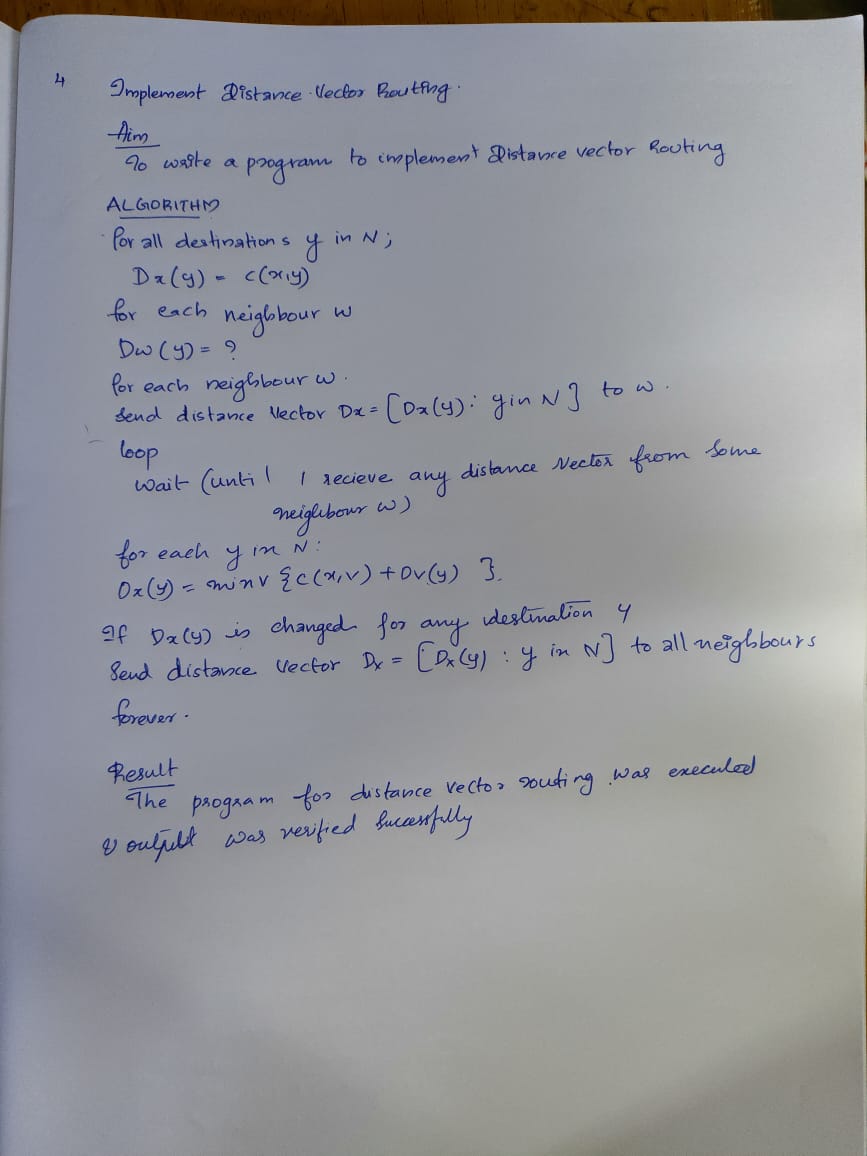 4 Implement Distance Vector Routing.
Aim
To write a program to implement Distance vector Routing
ALGORITHM
for all destinations y in N;
Dx(y) = c(x,y)
for each neighbour w
Dw(y) = ?
for each neighbour w.
Send distance Vector Dx = [Dx(y): y in N] to w.
loop
wait (until I recieve any distance Vector from Some
neighbour w)
for each y in N:
Dx(y) = minv {c(x,v) + Dv(y) }.
If Dx(y) is changed for any destination y
Send distance Vector Dx = [Dx(y) : y in N] to all neighbours
forever.
Result
The program for distance vector routing was executed
& output was verified Sucessfully